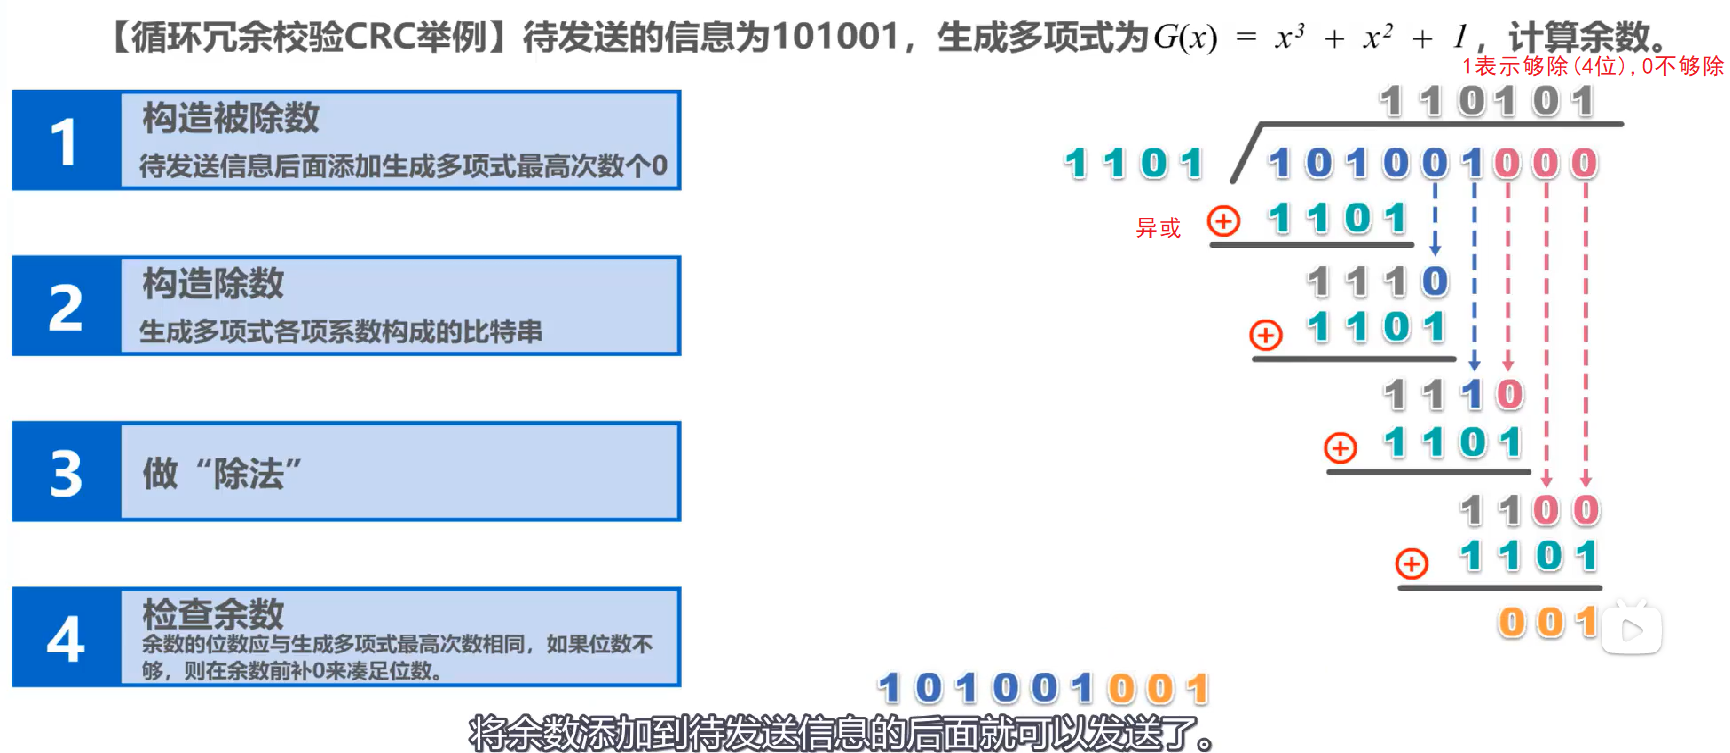 【循环冗余校验CRC举例】待发送的信息为101001，生成多项式为G(x) = x³ + x² + 1，计算余数。
1表示够除(4位),0不够除
1
构造被除数
待发送信息后面添加生成多项式最高次数个0
2
构造除数
生成多项式各项系数构成的比特串
3
做“除法”
4
检查余数
余数的位数应与生成多项式最高次数相同，如果位数不
够，则在余数前补0来凑足位数。
1 1 0 1 0 1
1 1 0 1 1 0 1 0 0 1 0 0 0
异或 ⊕ 1 1 0 1
1 1 1 0
⊕ 1 1 0 1
1 1 1 0
⊕ 1 1 0 1
1 1 0 0
⊕ 1 1 0 1
0 0 1
1 0 1 0 0 1 0 0 1
将余数添加到待发送信息的后面就可以发送了。